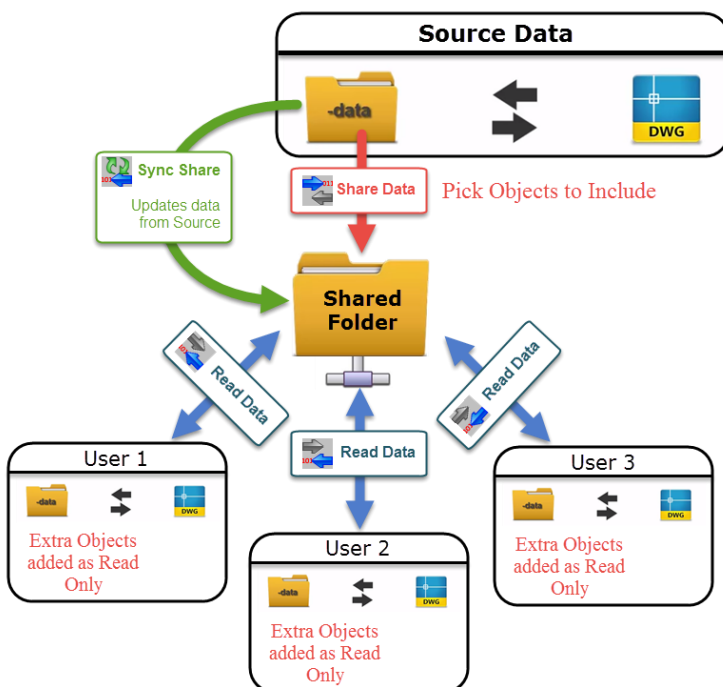 Source Data
-data
DWG
Sync Share
Updates data
from Source
Share Data
Pick Objects to Include
Shared
Folder
Read Data
Read Data
Read Data
User 1
-data
DWG
Extra Objects
added as Read
Only
User 2
-data
DWG
Extra Objects
added as Read
Only
User 3
-data
DWG
Extra Objects
added as Read
Only